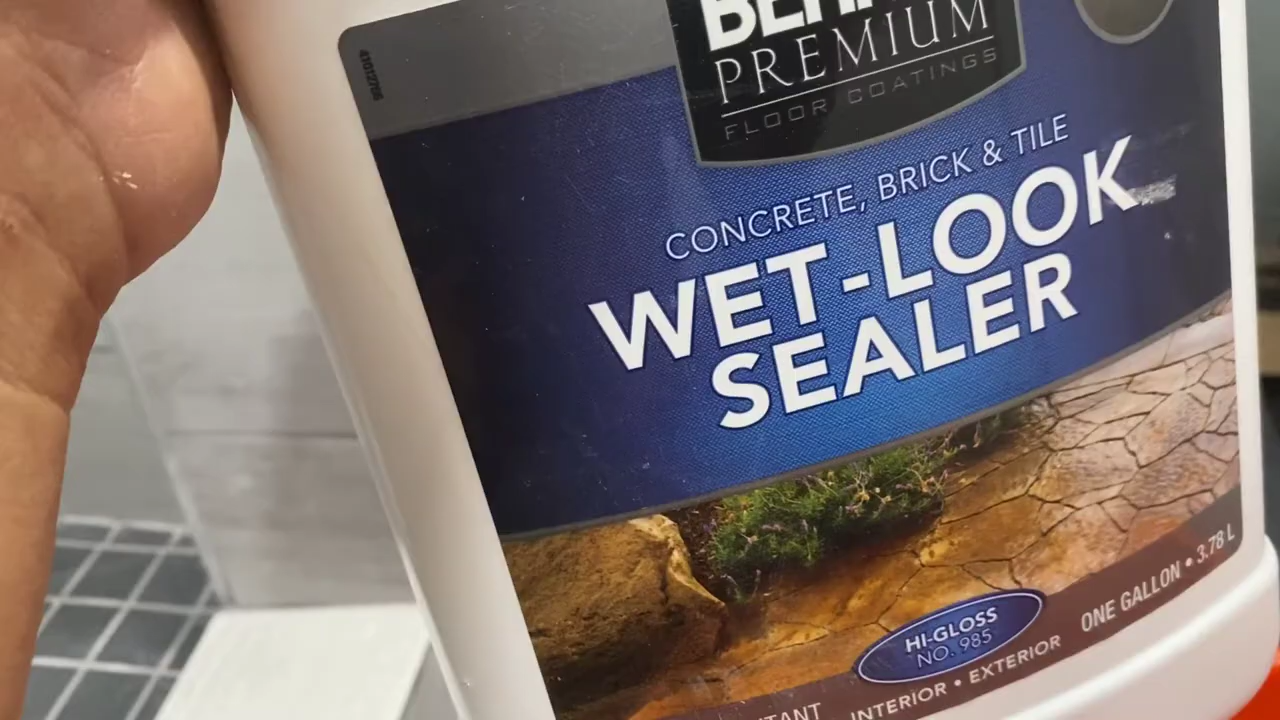 PREMIUM
FLOOR COATINGS
CONCRETE, BRICK & TILE
WET-LOOK
SEALER
HI-GLOSS
NO. 985
INTERIOR • EXTERIOR
ONE GALLON • 3.78 L